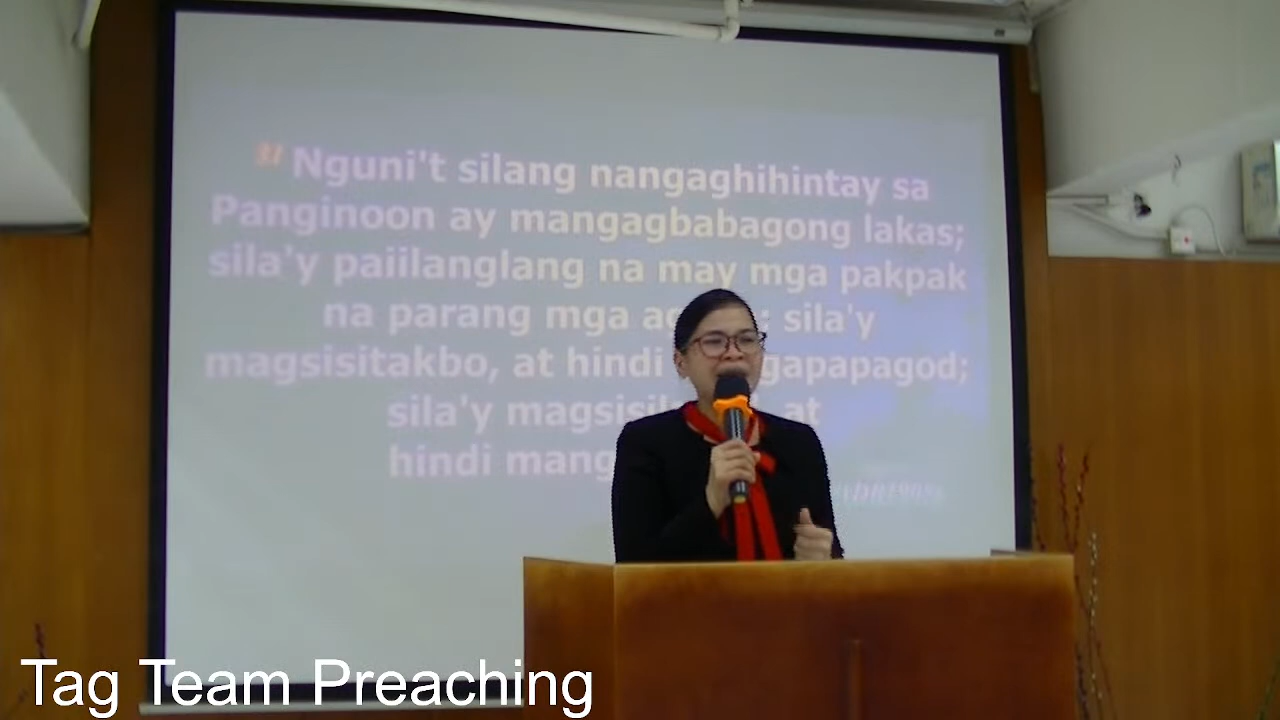 " Nguni't silang nangaghihintay sa
Panginoon ay mangagbabagong lakas;
sila'y paiilanglang na may mga pakpak
na parang mga sila'y
magsisitakbo, at hindi
sila'y at
hindi
Tag Team Preaching